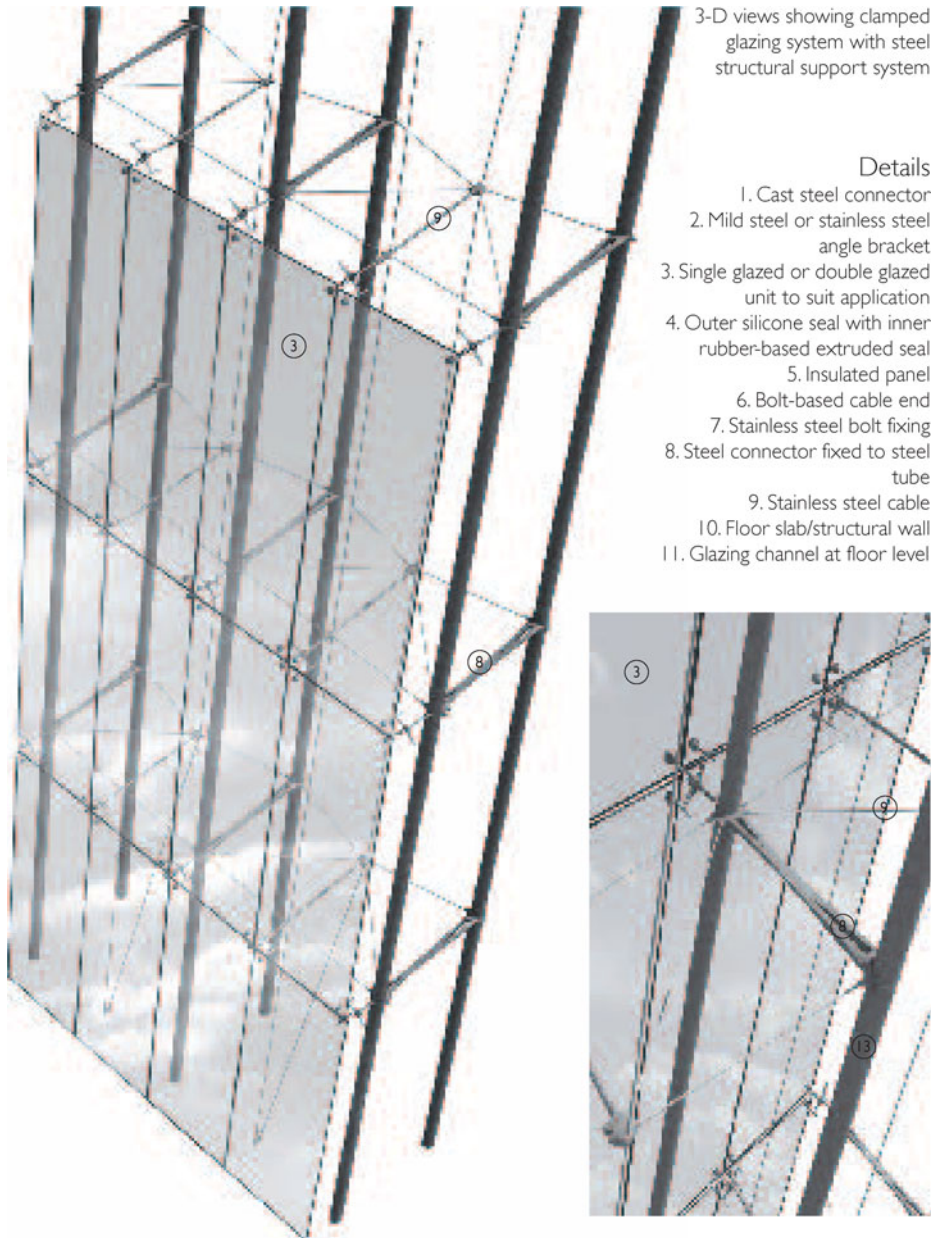 3-D views showing clamped
glazing system with steel
structural support system
Details
1. Cast steel connector
2. Mild steel or stainless steel
angle bracket
3. Single glazed or double glazed
unit to suit application
4. Outer silicone seal with inner
rubber-based extruded seal
5. Insulated panel
6. Bolt-based cable end
7. Stainless steel bolt fixing
8. Steel connector fixed to steel
tube
9. Stainless steel cable
10. Floor slab/structural wall
11. Glazing channel at floor level
9
3
8
3
9
8
13